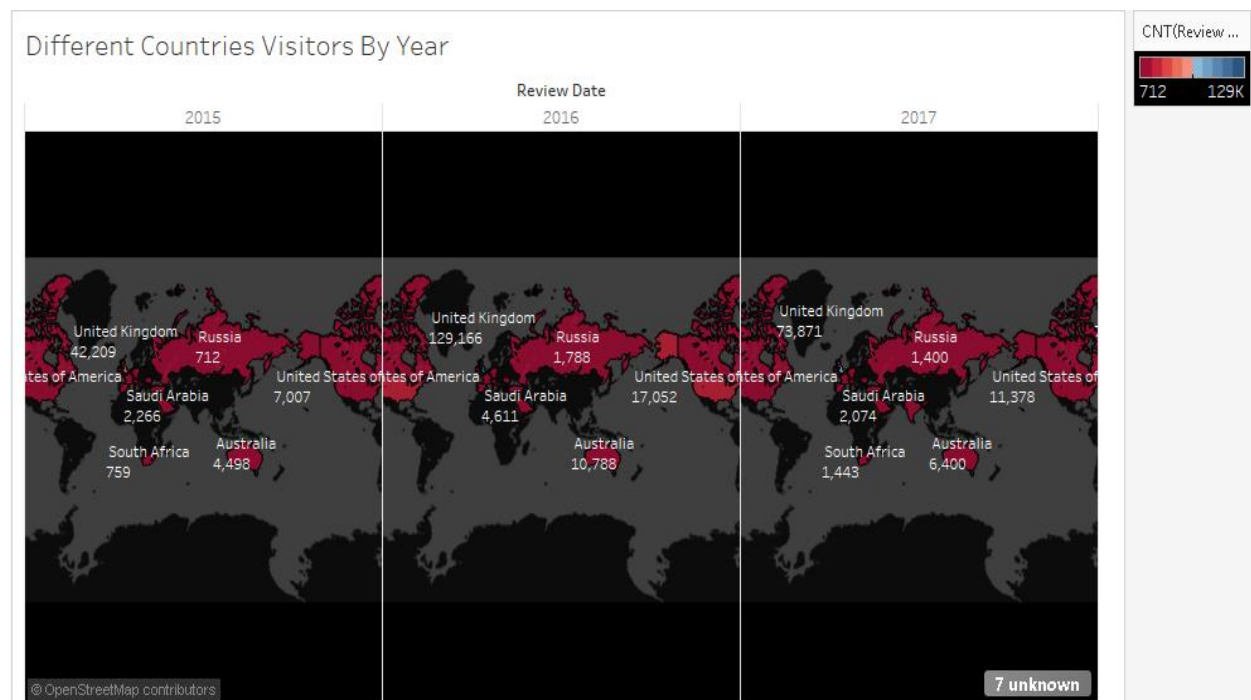 Different Countries Visitors By Year
CNT(Review ...
712 129K
Review Date
2015 2016 2017
United Kingdom
42,209
Russia
712
tes of America
United States of
7,007
Saudi Arabia
2,266
South Africa
759
Australia
4,498
United Kingdom
129,166
Russia
1,788
tes of America
United States of
17,052
Saudi Arabia
4,611
Australia
10,788
United Kingdom
73,871
Russia
1,400
tes of America
United States of
11,378
Saudi Arabia
2,074
South Africa
1,443
Australia
6,400
© OpenStreetMap contributors
7 unknown